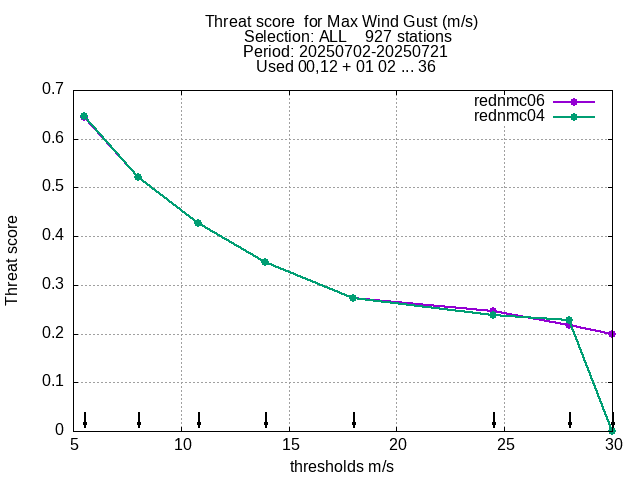 Threat score  for Max Wind Gust (m/s)
Selection: ALL    927 stations
Period: 20250702-20250721
Used 00,12 + 01 02 ... 36
rednmc06
rednmc04
0.7
0.6
0.5
0.4
0.3
0.2
0.1
0
Threat score
5 10 15 20 25 30
thresholds m/s